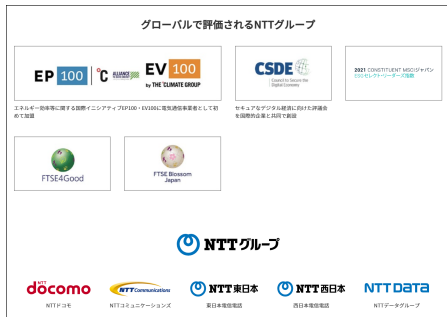 グローバルで評価されるNTTグループ
EP 100 °C ALLIANCE EV 100
by THE °CLIMATE GROUP
CSDE
Council to Secure the
Digital Economy
2021 CONSTITUENT MSCIジャパン
ESGセレクト・リーダーズ指数
エネルギー効率等に関する国際イニシアティブEP100・EV100に電気通信事業者として初
めて加盟
セキュアなデジタル経済に向けた評議会
を国際的企業と共同で創設
FTSE4Good
FTSE Blossom
Japan
NTTグループ
NTT
döcomo
NTT Communications
NTT東日本
NTT西日本
NTT DATA
NTTドコモ
NTTコミュニケーションズ
東日本電信電話
西日本電信電話
NTTデータグループ